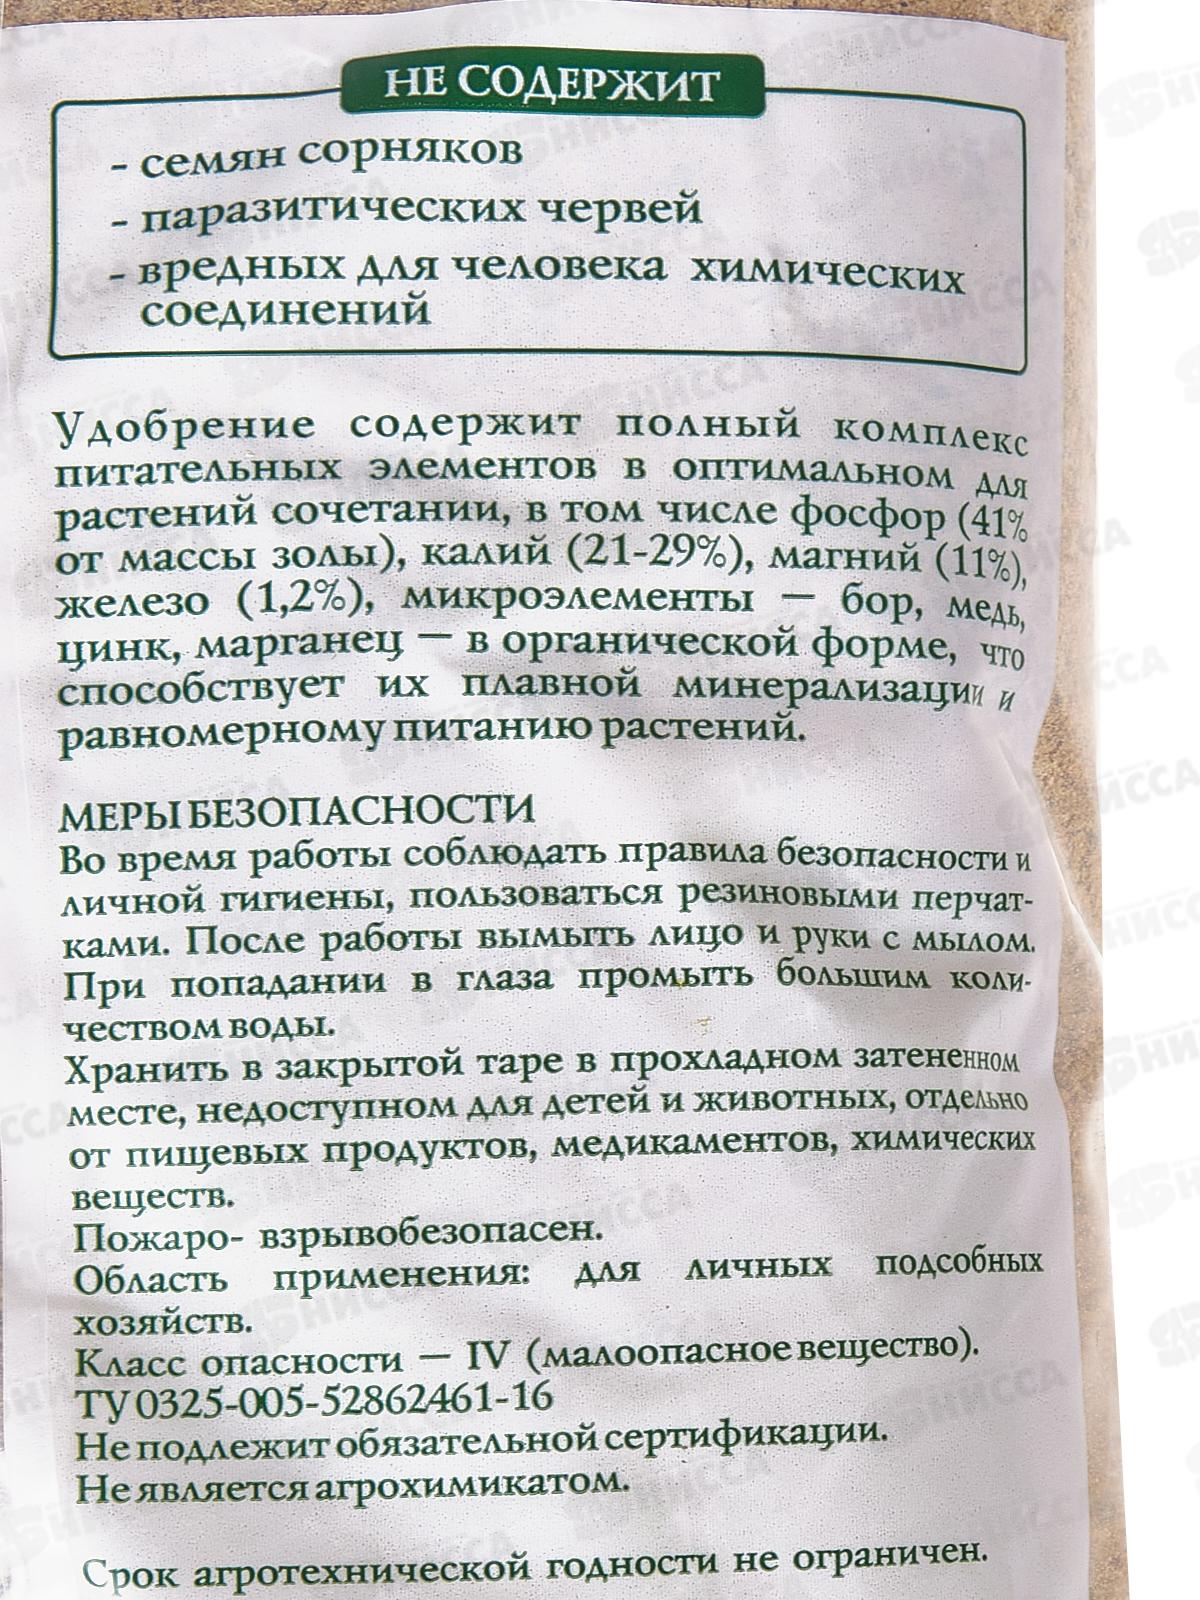 НЕ СОДЕРЖИТ
- семян сорняков
- паразитических червей
- вредных для человека химических
соединений
Удобрение содержит полный комплекс
питательных элементов в оптимальном для
растений сочетании, в том числе фосфор (41%
от массы золы), калий (21-29%), магний (11%),
железо (1,2%), микроэлементы — бор, медь,
цинк, марганец — в органической форме, что
способствует их плавной минерализации и
равномерному питанию растений.
МЕРЫ БЕЗОПАСНОСТИ
Во время работы соблюдать правила безопасности и
личной гигиены, пользоваться резиновыми перчат-
ками. После работы вымыть лицо и руки с мылом.
При попадании в глаза промыть большим коли-
чеством воды.
Хранить в закрытой таре в прохладном затененном
месте, недоступном для детей и животных, отдельно
от пищевых продуктов, медикаментов, химических
веществ.
Пожаро- взрывобезопасен.
Область применения: для личных подсобных
хозяйств.
Класс опасности — IV (малоопасное вещество).
ТУ 0325-005-52862461-16
Не подлежит обязательной сертификации.
Не является агрохимикатом.
Срок агротехнической годности не ограничен.